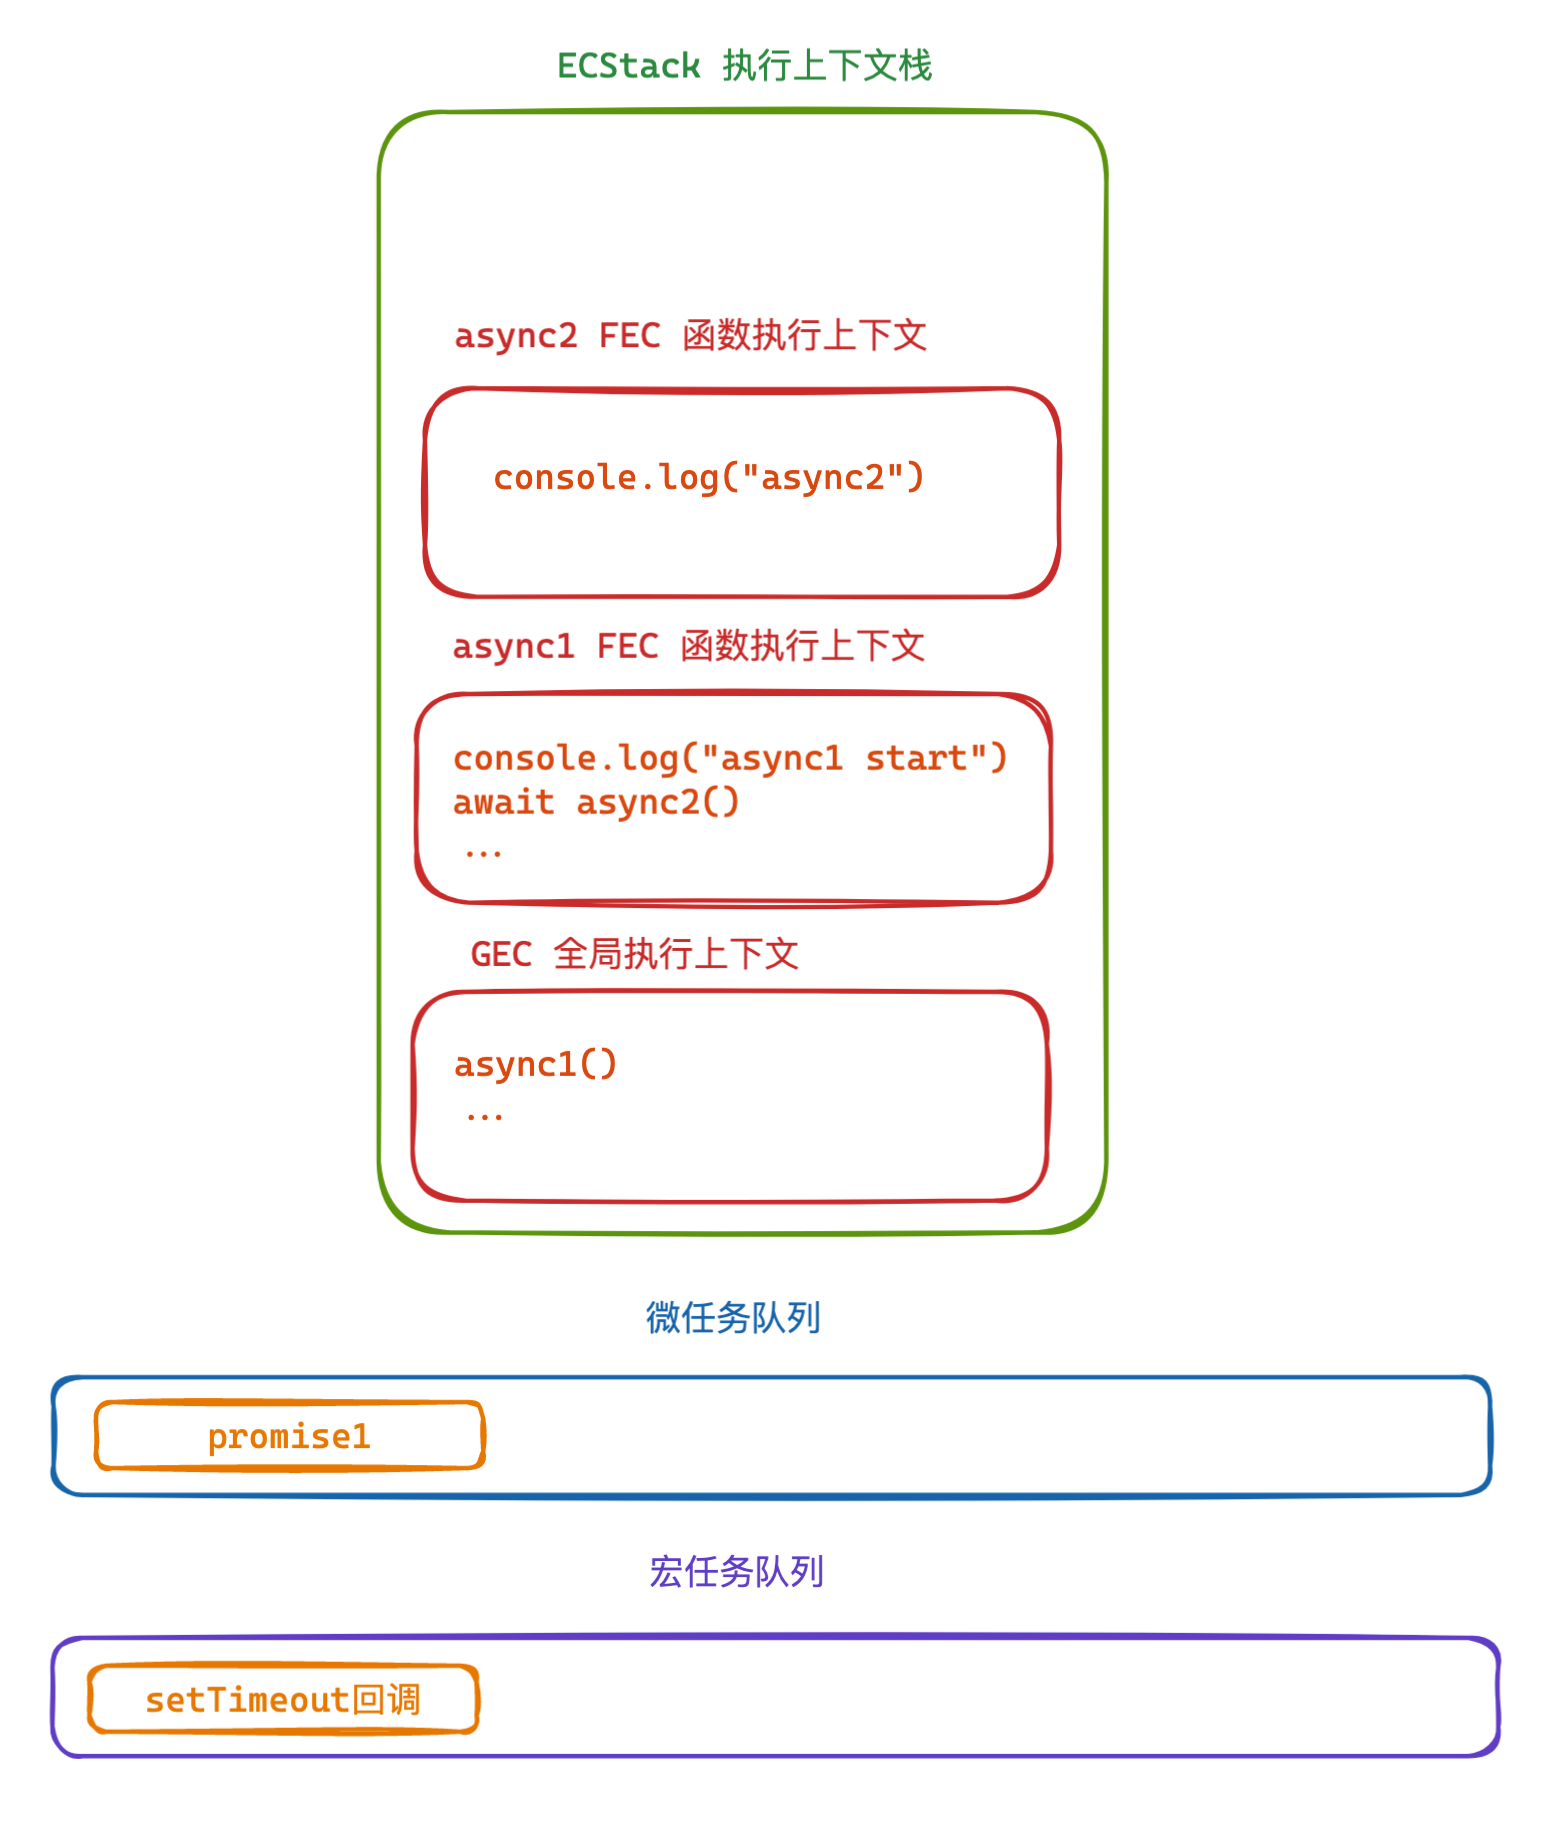 ECStack 执行上下文栈
async2 FEC 函数执行上下文
console.log("async2")
async1 FEC 函数执行上下文
console.log("async1 start")
await async2()
...
GEC 全局执行上下文
async1()
...
微任务队列
promise1
宏任务队列
setTimeout回调